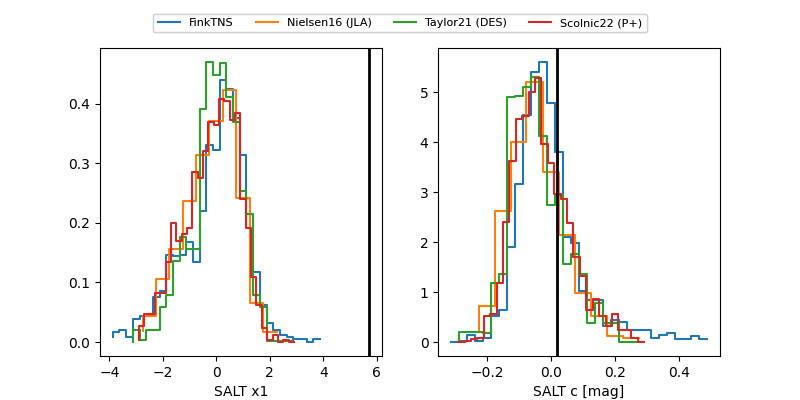 FinkTNS Nielsen16 (JLA) Taylor21 (DES) Scolnic22 (P+)
0.4
0.3
0.2
0.1
0.0
−4 −2 0 2 4 6
SALT x1
5
4
3
2
1
0
−0.2 0.0 0.2 0.4
SALT c [mag]